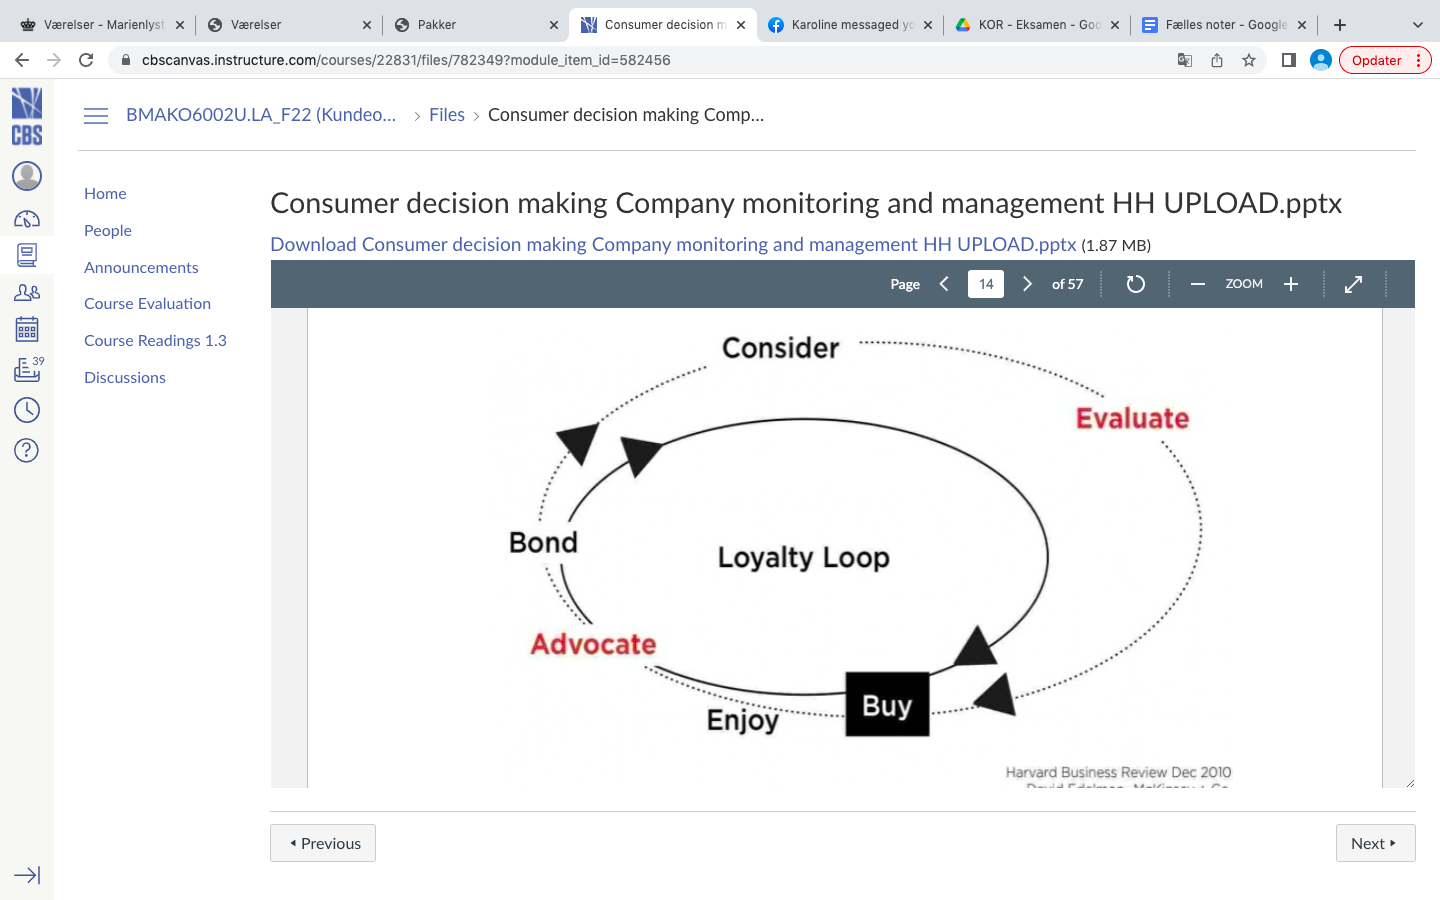 Værelser - Marienlyst
Værelser
Pakker
Consumer decision m
Karoline messaged yo
KOR - Eksamen - Goo
Fælles noter - Google
cbscanvas.instructure.com/courses/22831/files/782349?module_item_id=582456
Opdater
CBS
BMAKO6002U.LA_F22 (Kundeo...
Files
Consumer decision making Comp...
39
Home
People
Announcements
Course Evaluation
Course Readings 1.3
Discussions
Consumer decision making Company monitoring and management HH UPLOAD.pptx
Download Consumer decision making Company monitoring and management HH UPLOAD.pptx (1.87 MB)
Page 14 of 57 ZOOM
Consider
Evaluate
Bond
Loyalty Loop
Advocate
Enjoy
Buy
Harvard Business Review Dec 2010
David Edelman, McKinsey + Co
Previous
Next